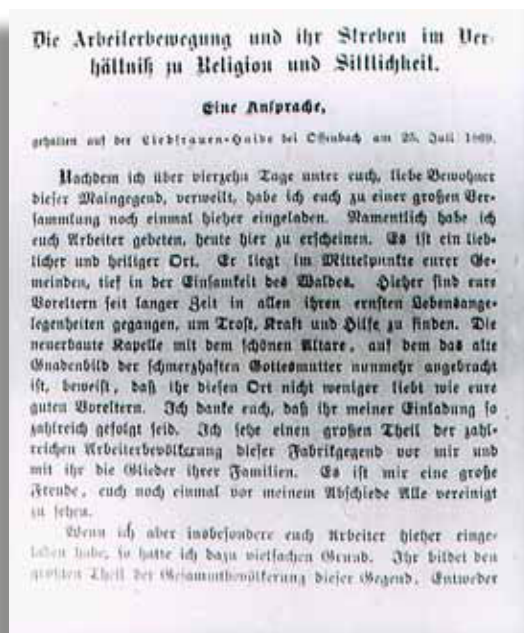 Die Arbeiterbewegung und ihr Streben im Ver-
hältniß zu Religion und Sittlichkeit.
Eine Ansprache,
gehalten auf der Liebfrauen-Haide bei Offenbach am 25. Juli 1869.
Nachdem ich über vierzehn Tage unter euch, liebe Bewohner
dieser Maingegend, verweilt, habe ich euch zu einer großen Ver-
sammlung noch einmal hieher eingeladen. Namentlich habe ich
euch Arbeiter gebeten, heute hier zu erscheinen. Es ist ein lieb-
licher und heiliger Ort. Er liegt im Mittelpunkte eurer Ge-
meinden, tief in der Einsamkeit des Waldes. Hieher sind eure
Voreltern seit langer Zeit in allen ihren ernsten Lebensange-
legenheiten gegangen, um Trost, Kraft und Hilfe zu finden. Die
neuerbaute Kapelle mit dem schönen Altare, auf dem das alte
Gnadenbild der schmerzhaften Gottesmutter nunmehr angebracht
ist, beweist, daß ihr diesen Ort nicht weniger liebt wie eure
guten Voreltern. Ich danke euch, daß ihr meiner Einladung so
zahlreich gefolgt seid. Ich sehe einen großen Theil der zahl-
reichen Arbeiterbevölkerung dieser Fabrikgegend vor mir und
mit ihr die Glieder ihrer Familien. Es ist mir eine große
Freude, euch noch einmal vor meinem Abschiede Alle vereinigt
zu sehen.
Wenn ich aber insbesondere euch Arbeiter hieher einge-
laden habe, so hatte ich dazu vielfachen Grund. Ihr bildet den
größten Theil der Gesammtbevölkerung dieser Gegend. Entweder